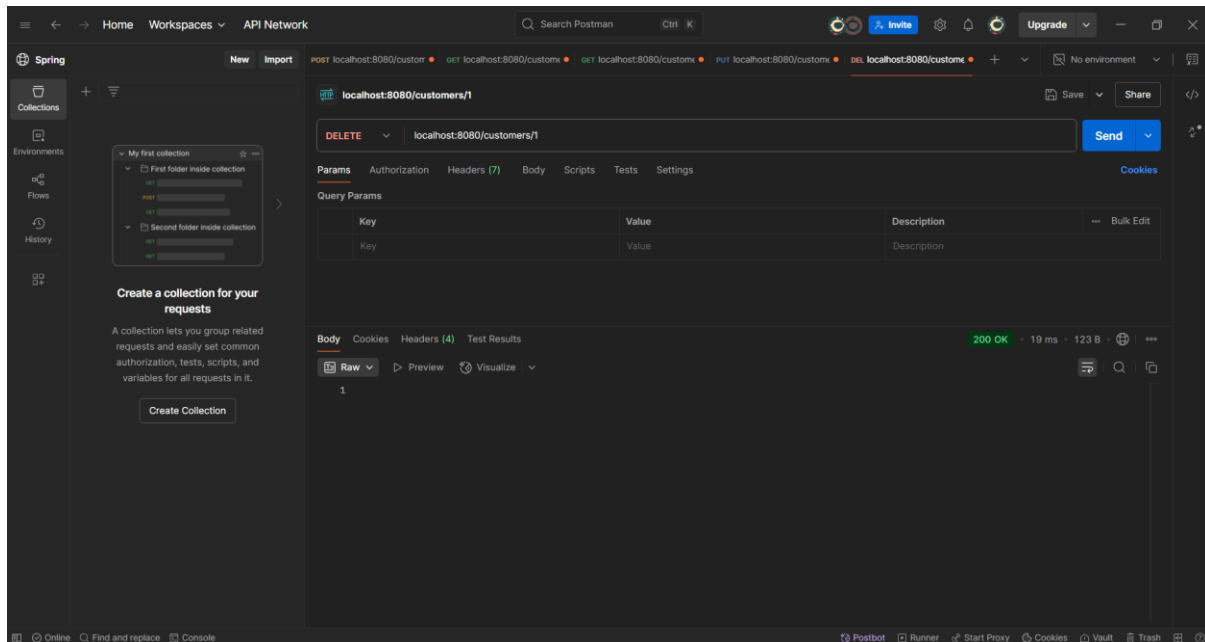 Home Workspaces API Network Search Postman Ctrl K Invite Upgrade
Spring New Import POST localhost:8080/custom GET localhost:8080/custome GET localhost:8080/custome PUT localhost:8080/custome DEL localhost:8080/custome No environment
Collections
Environments
Flows
History
My first collection
First folder inside collection
GET
POST
GET
Second folder inside collection
GET
GET
Create a collection for your
requests
A collection lets you group related
requests and easily set common
authorization, tests, scripts, and
variables for all requests in it.
Create Collection
HTTP localhost:8080/customers/1 Save Share
DELETE localhost:8080/customers/1 Send
Params Authorization Headers (7) Body Scripts Tests Settings Cookies
Query Params
Key Value Description Bulk Edit
Key Value Description
Body Cookies Headers (4) Test Results 200 OK 19 ms 123 B
Raw Preview Visualize
1
Online Find and replace Console Postbot Runner Start Proxy Cookies Vault Trash